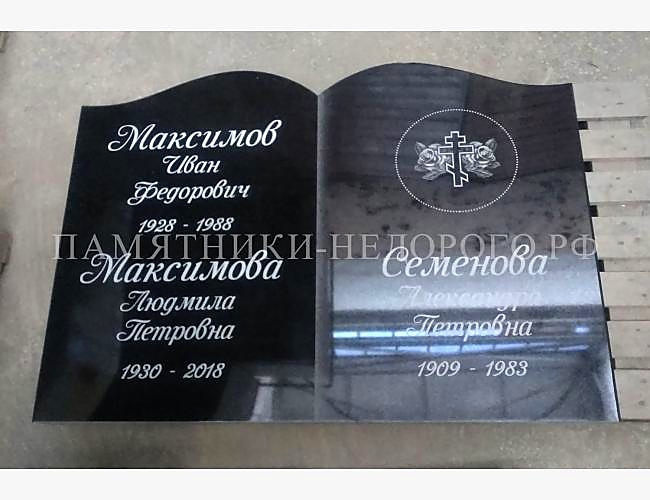 Максимов
Иван
Федорович
1928 - 1988
Максимова
Людмила
Петровна
1930 - 2018
Семенова
Александра
Петровна
1909 - 1983
ПАМЯТНИКИ-НЕДОРОГО.РФ